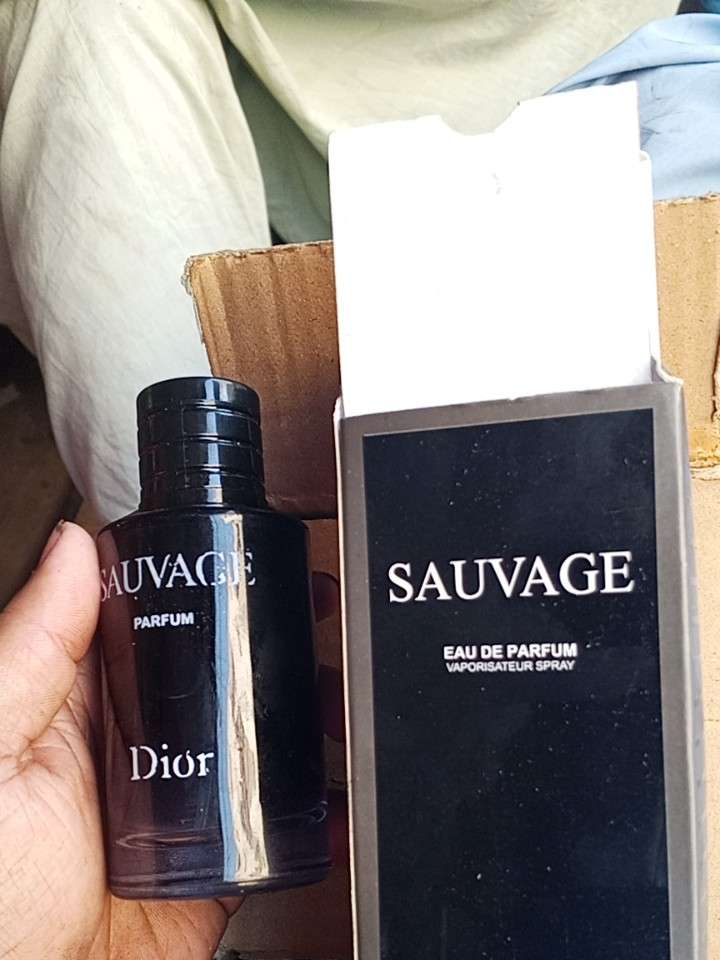 SAUVAGE
PARFUM
Dior
SAUVAGE
EAU DE PARFUM
VAPORISATEUR SPRAY